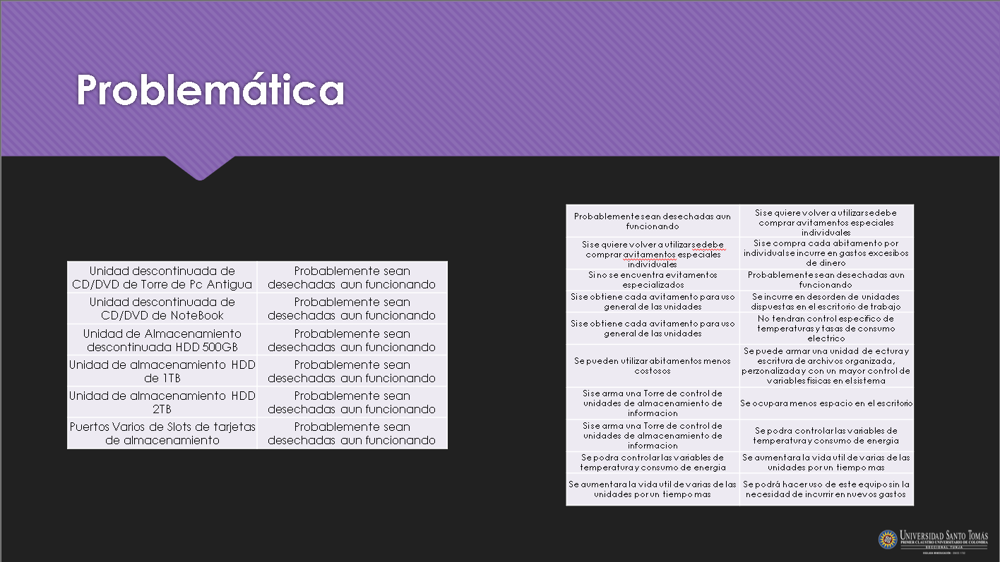 Problemática
Unidad descontinuada de
CD/DVD de Torre de Pc Antigua
Probablemente sean
desechadas aun funcionando
Unidad descontinuada de
CD/DVD de NoteBook
Probablemente sean
desechadas aun funcionando
Unidad de Almacenamiento
descontinuada HDD 500GB
Probablemente sean
desechadas aun funcionando
Unidad de almacenamiento HDD
de 1TB
Probablemente sean
desechadas aun funcionando
Unidad de almacenamiento HDD
2TB
Probablemente sean
desechadas aun funcionando
Puertos Varios de Slots de tarjetas
de almacenamiento
Probablemente sean
desechadas aun funcionando
Probablemente sean desechadas aun
funcionando
Si se quiere volver a utilizar sedebe
comprar avitamentos especiales
individuales
Si se quiere volver a utilizar sedebe
comprar avitamentos especiales
individuales
Si se compra cada abitamento por
individual se incurre en gastos excesibos
de dinero
Si no se encuentra evitamentos
especializados
Probablemente sean desechadas aun
funcionando
Si se obtiene cada avitamento para uso
general de las unidades
Se incurre en desorden de unidades
dispuestas en el escritorio de trabajo
Si se obtiene cada avitamento para uso
general de las unidades
No tendran control especifico de
temperaturas y tasas de consumo
electrico
Se pueden utilizar abitamentos menos
costosos
Se puede armar una unidad de ectura y
escritura de archivos organizada,
perzonalizada y con un mayor control de
variables fisicas en el sistema
Si se arma una Torre de control de
unidades de almacenamiento de
informacion
Se ocupara menos espacio en el escritorio
Si se arma una Torre de control de
unidades de almacenamiento de
informacion
Se podra controlar las variables de
temperatura y consumo de energia
Se podra controlar las variables de
temperatura y consumo de energia
Se aumentara la vida util de varias de las
unidades por un tiempo mas
Se aumentara la vida util de varias de las
unidades por un tiempo mas
Se podrá hacer uso de este equipo sin la
necesidad de incurrir en nuevos gastos
UNIVERSIDAD SANTO TOMÁS
PRIMER CLAUSTRO UNIVERSITARIO DE COLOMBIA
SECCIONAL TUNJA